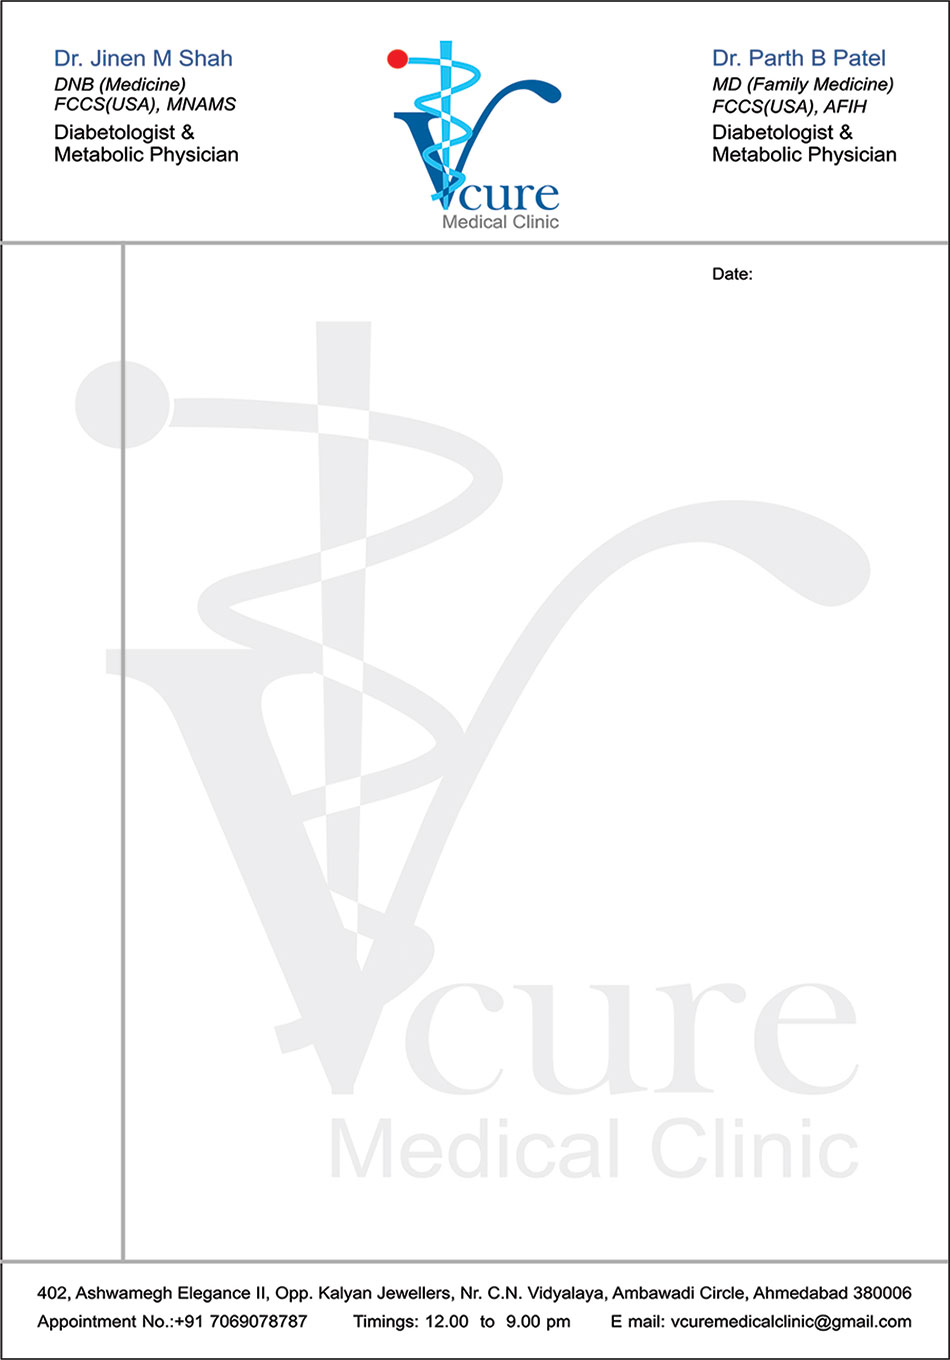 Dr. Jinen M Shah
DNB (Medicine)
FCCS(USA), MNAMS
Diabetologist &
Metabolic Physician
Vcure
Medical Clinic
Dr. Parth B Patel
MD (Family Medicine)
FCCS(USA), AFIH
Diabetologist &
Metabolic Physician
Date:
Vcure
Medical Clinic
402, Ashwamegh Elegance II, Opp. Kalyan Jewellers, Nr. C.N. Vidyalaya, Ambawadi Circle, Ahmedabad 380006
Appointment No.:+91 7069078787 Timings: 12.00 to 9.00 pm E mail: vcuremedicalclinic@gmail.com